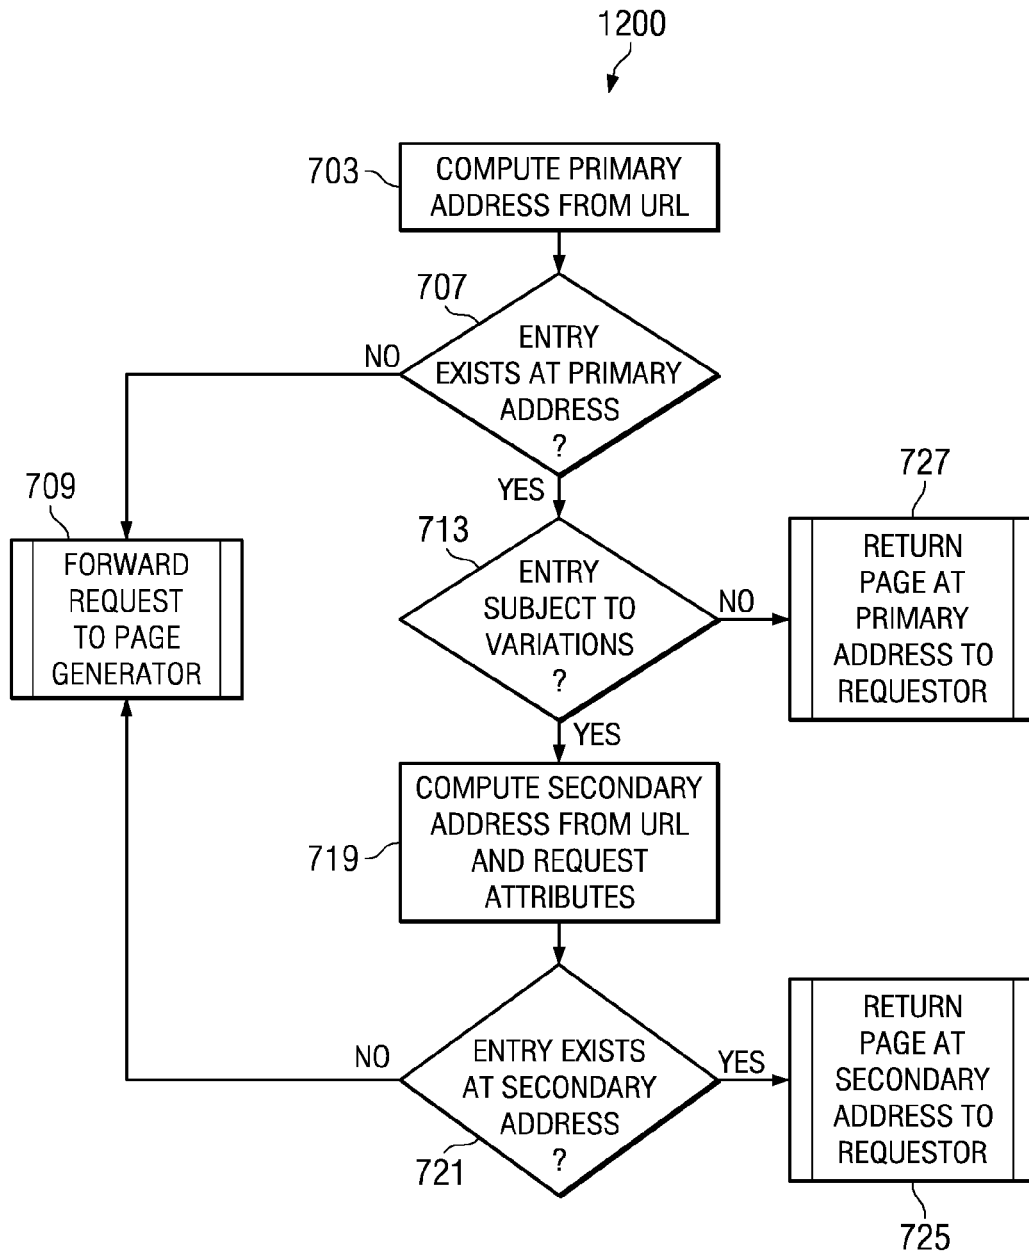 1200
703
COMPUTE PRIMARY
ADDRESS FROM URL
707
ENTRY
EXISTS AT PRIMARY
ADDRESS
?
NO
YES
709
FORWARD
REQUEST
TO PAGE
GENERATOR
713
ENTRY
SUBJECT TO
VARIATIONS
?
NO
YES
727
RETURN
PAGE AT
PRIMARY
ADDRESS TO
REQUESTOR
719
COMPUTE SECONDARY
ADDRESS FROM URL
AND REQUEST
ATTRIBUTES
721
ENTRY EXISTS
AT SECONDARY
ADDRESS
?
NO
YES
RETURN
PAGE AT
SECONDARY
ADDRESS TO
REQUESTOR
725